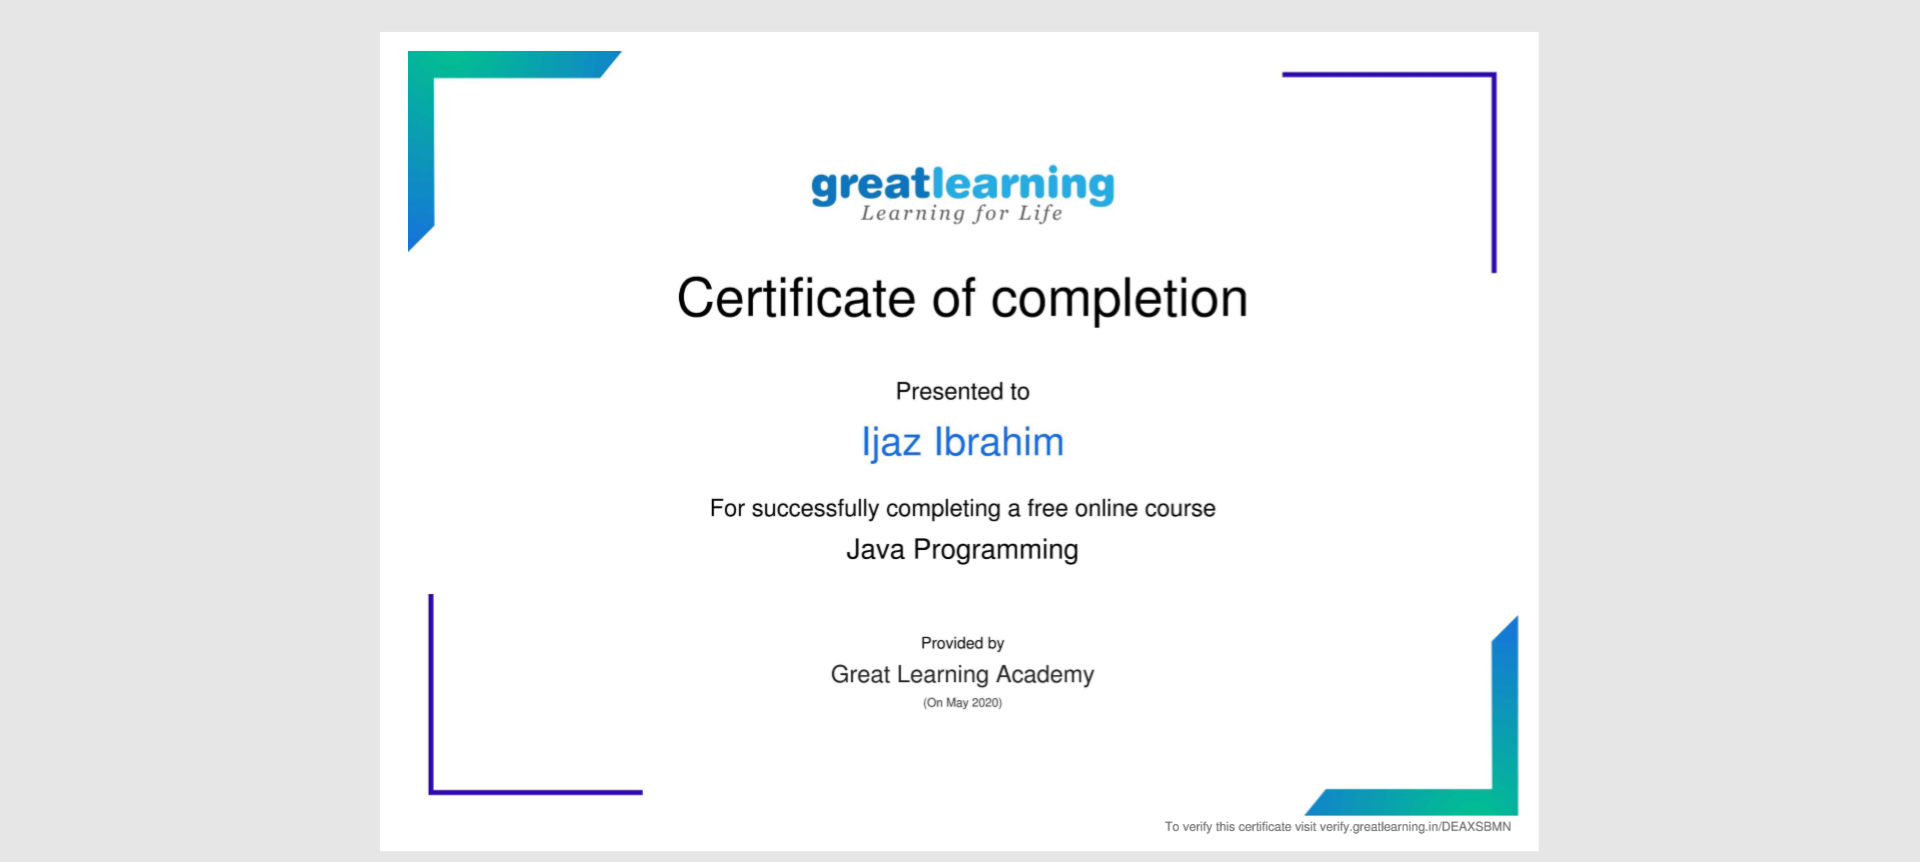 greatlearning
Learning for Life
Certificate of completion
Presented to
Ijaz Ibrahim
For successfully completing a free online course
Java Programming
Provided by
Great Learning Academy
(On May 2020)
To verify this certificate visit verify.greatlearning.in/DEAXSBMN